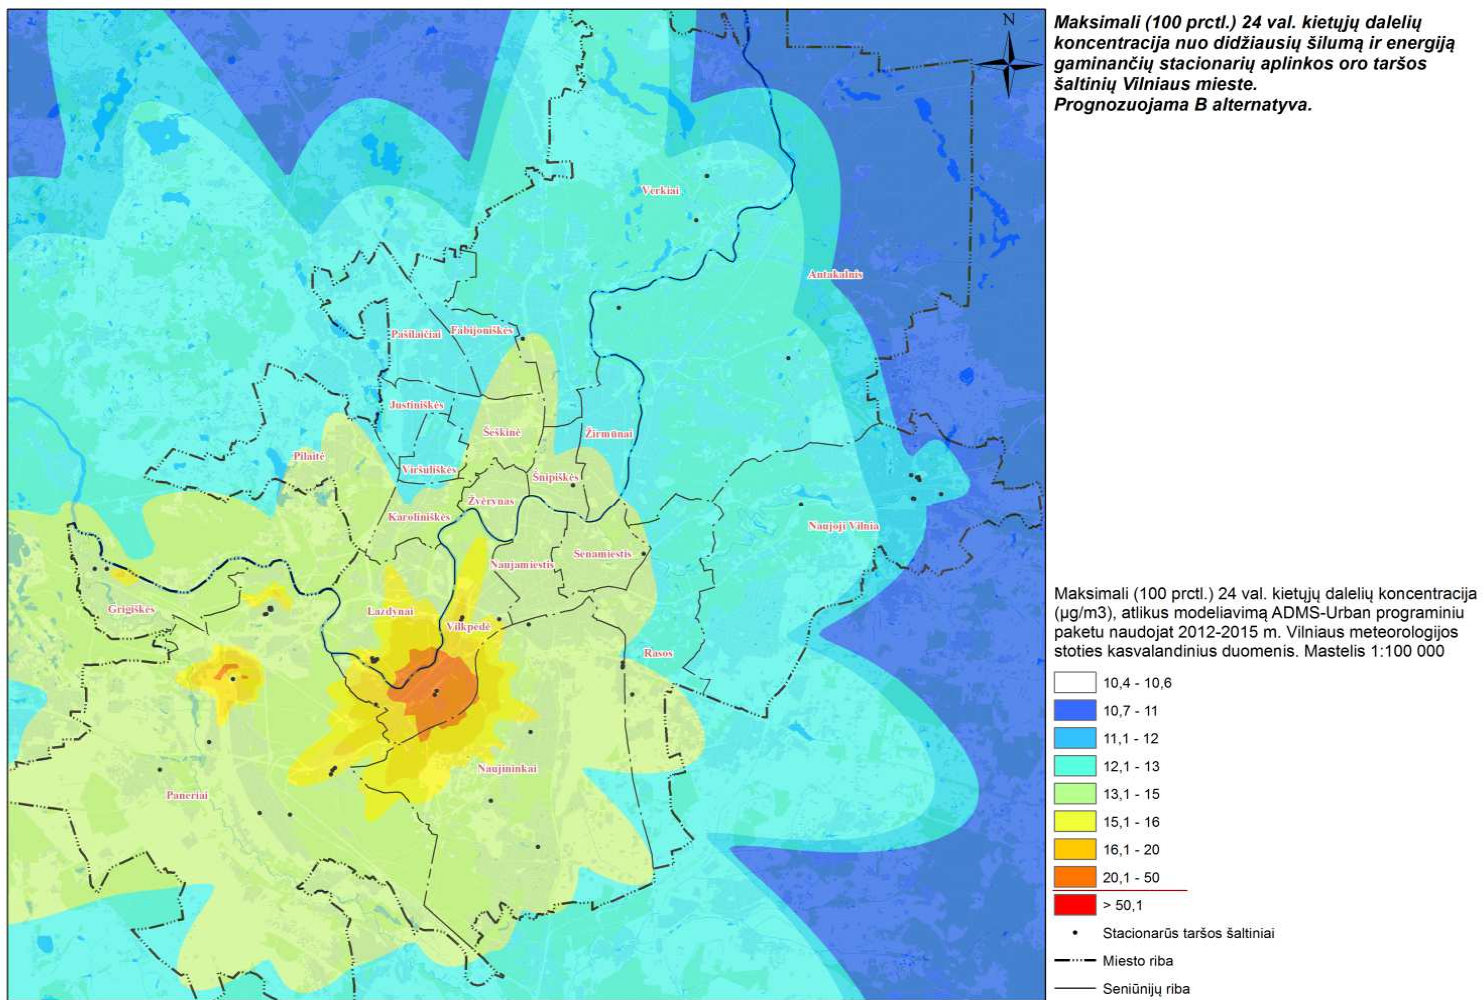 Maksimali (100 prctl.) 24 val. kietųjų dalelių
koncentracija nuo didžiausių šilumą ir energiją
gaminančių stacionarių aplinkos oro taršos
šaltinių Vilniaus mieste.
Prognozuojama B alternatyva.
N
Verkiai
Antakalnis
Pašilaičiai
Fabijoniškės
Justiniškės
Šeškinė
Žirmūnai
Pilaitė
Viršuliškės
Šnipiškės
Žvėrynas
Karoliniškės
Naujoji Vilnia
Senamiestis
Naujamiestis
Grigiškės
Lazdynai
Vilkpėdė
Rasos
Naujininkai
Paneriai
Maksimali (100 prctl.) 24 val. kietųjų dalelių koncentracija
(µg/m3), atlikus modeliavimą ADMS-Urban programiniu
paketu naudojat 2012-2015 m. Vilniaus meteorologijos
stoties kasvalandinius duomenis. Mastelis 1:100 000
10,4 - 10,6
10,7 - 11
11,1 - 12
12,1 - 13
13,1 - 15
15,1 - 16
16,1 - 20
20,1 - 50
> 50,1
Stacionarūs taršos šaltiniai
Miesto riba
Seniūnijų riba